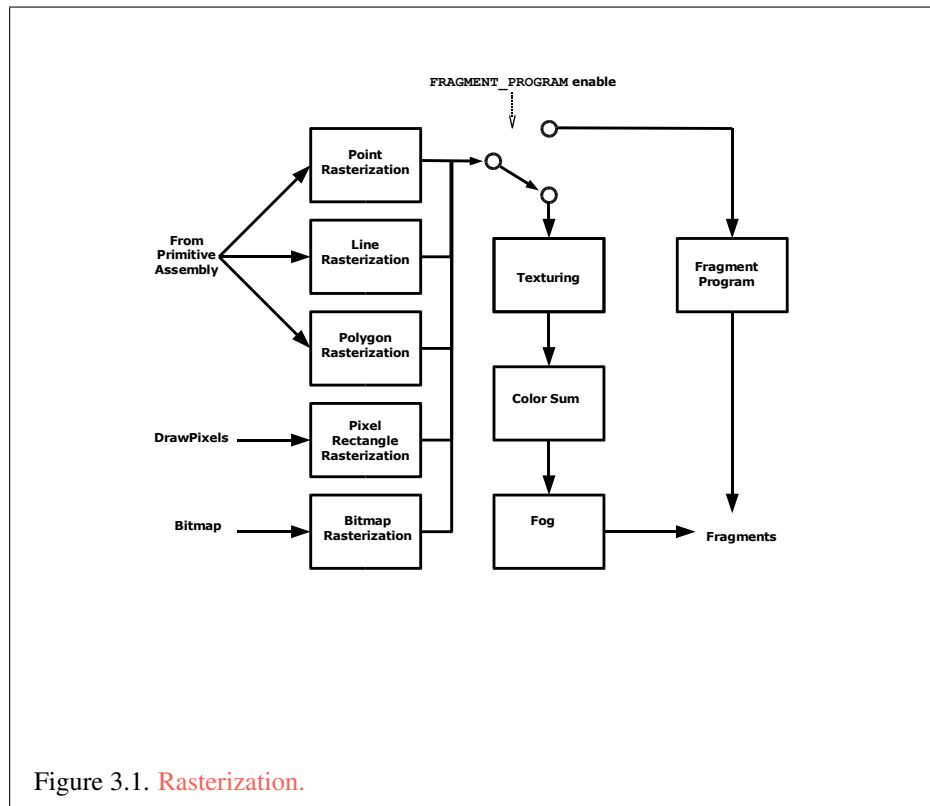 FRAGMENT_PROGRAM enable
Point
Rasterization
From
Primitive
Assembly
Line
Rasterization
Texturing
Fragment
Program
Polygon
Rasterization
Color Sum
DrawPixels
Pixel
Rectangle
Rasterization
Bitmap
Bitmap
Rasterization
Fog
Fragments
Figure 3.1. Rasterization.